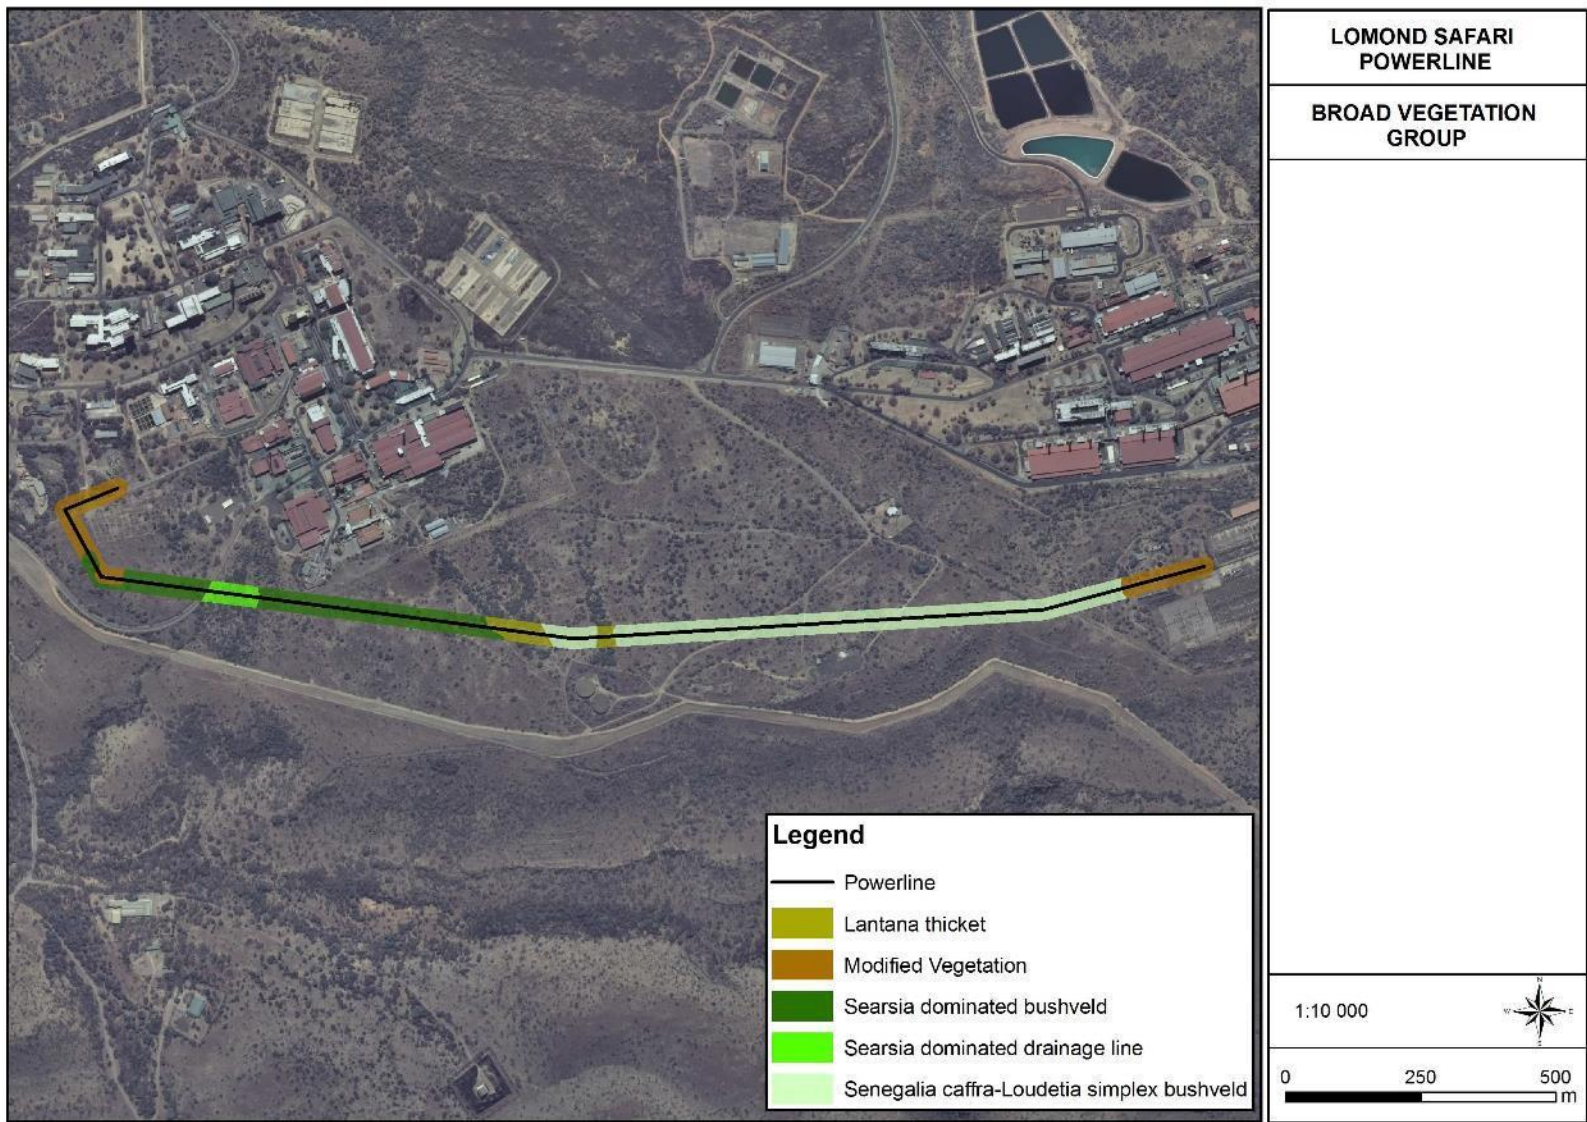 LOMOND SAFARI
POWERLINE
BROAD VEGETATION
GROUP
Legend
Powerline
Lantana thicket
Modified Vegetation
Searsia dominated bushveld
Searsia dominated drainage line
Senegalia caffra-Loudetia simplex bushveld
1:10 000
N
W E
S
0 250 500
m